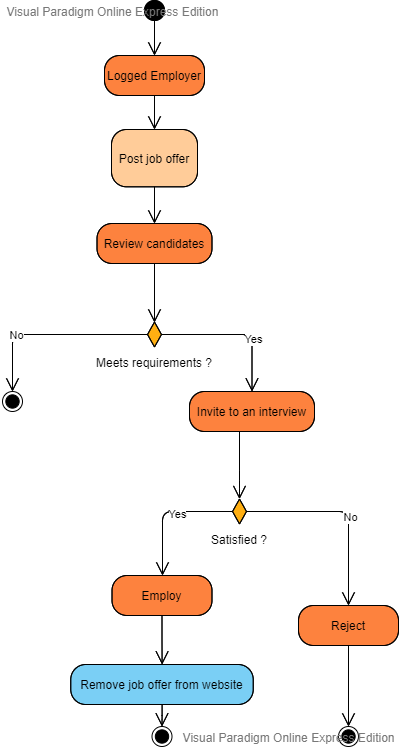 Visual Paradigm Online Express Edition
Logged Employer
Post job offer
Review candidates
No
Yes
Meets requirements ?
Invite to an interview
Yes
No
Satisfied ?
Employ
Reject
Remove job offer from website
Visual Paradigm Online Express Edition